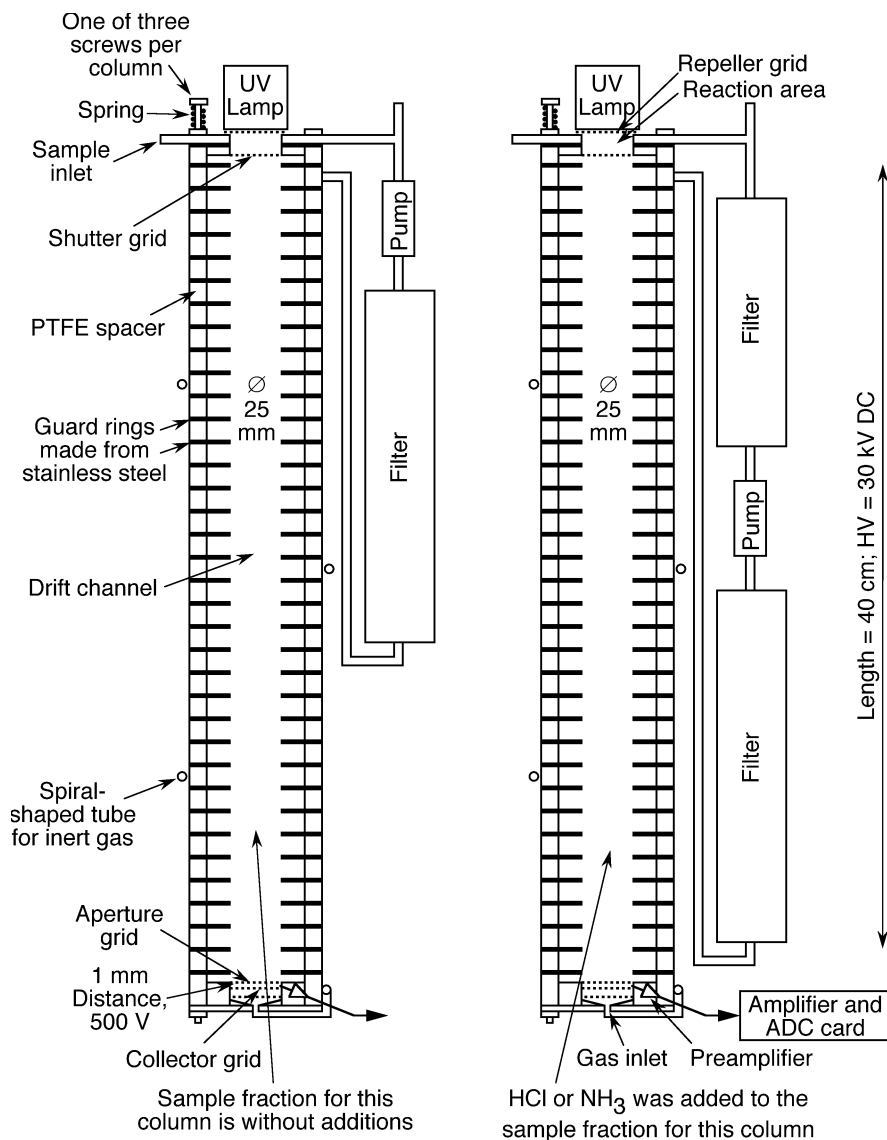 One of three
screws per
column
Spring
Sample
inlet
Shutter grid
PTFE spacer
Guard rings
made from
stainless steel
Drift channel
Spiral-
shaped tube
for inert gas
Aperture
grid
1 mm
Distance,
500 V
Collector grid
Sample fraction for this
column is without additions
UV
Lamp
∅
25
mm
Pump
Filter
UV
Lamp
Repeller grid
Reaction area
∅
25
mm
Filter
Pump
Filter
Length = 40 cm; HV = 30 kV DC
Amplifier and
ADC card
Gas inlet
Preamplifier
HCl or NH3 was added to the
sample fraction for this column